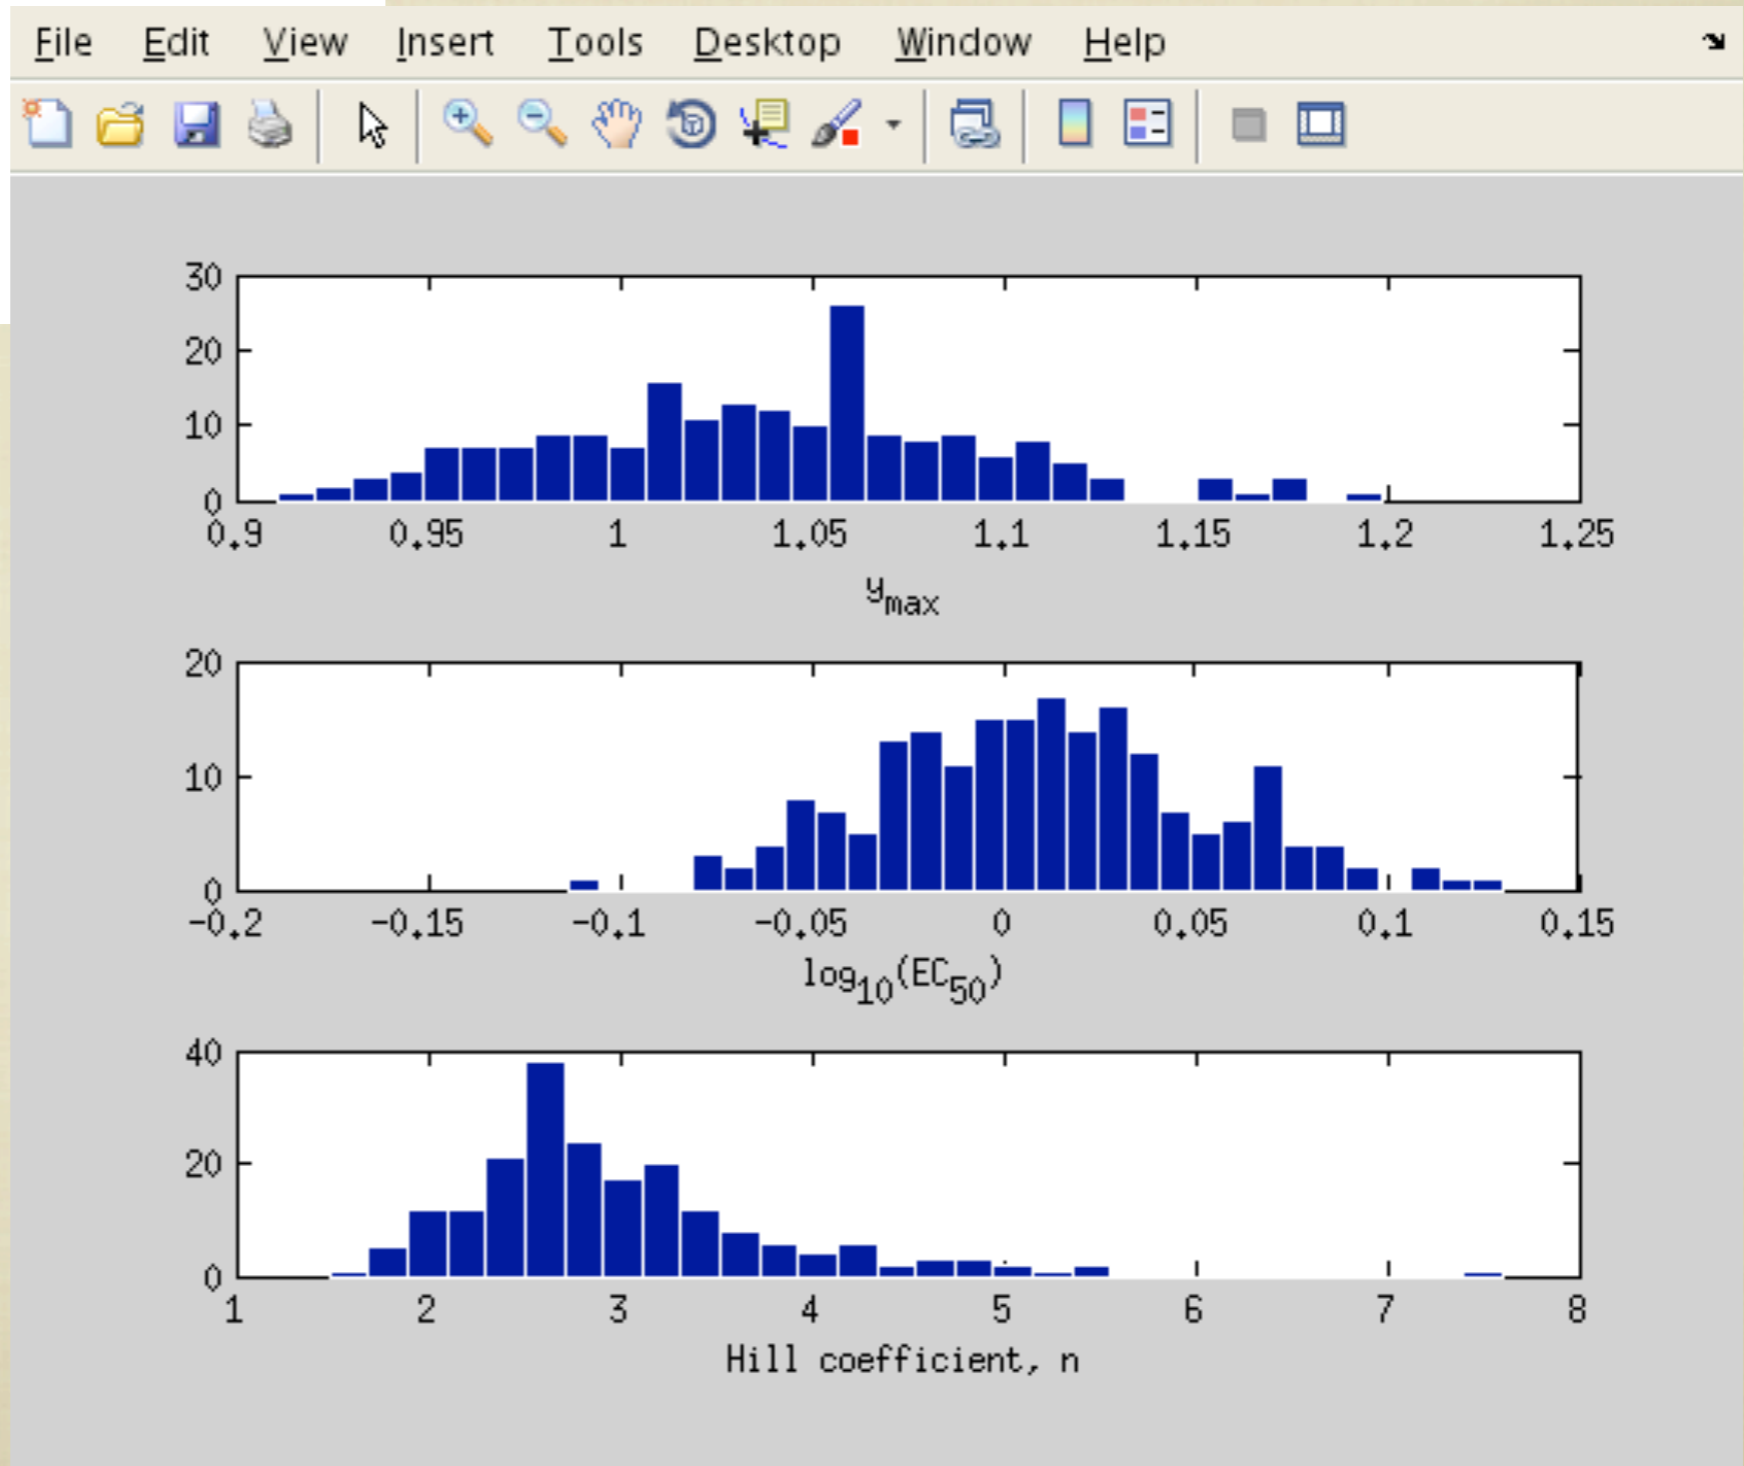 File Edit View Insert Tools Desktop Window Help
30
20
10
0
0.9 0.95 1 1.05 1.1 1.15 1.2 1.25
ymax
20
10
0
-0.2 -0.15 -0.1 -0.05 0 0.05 0.1 0.15
log10(EC50)
40
20
0
1 2 3 4 5 6 7 8
Hill coefficient, n